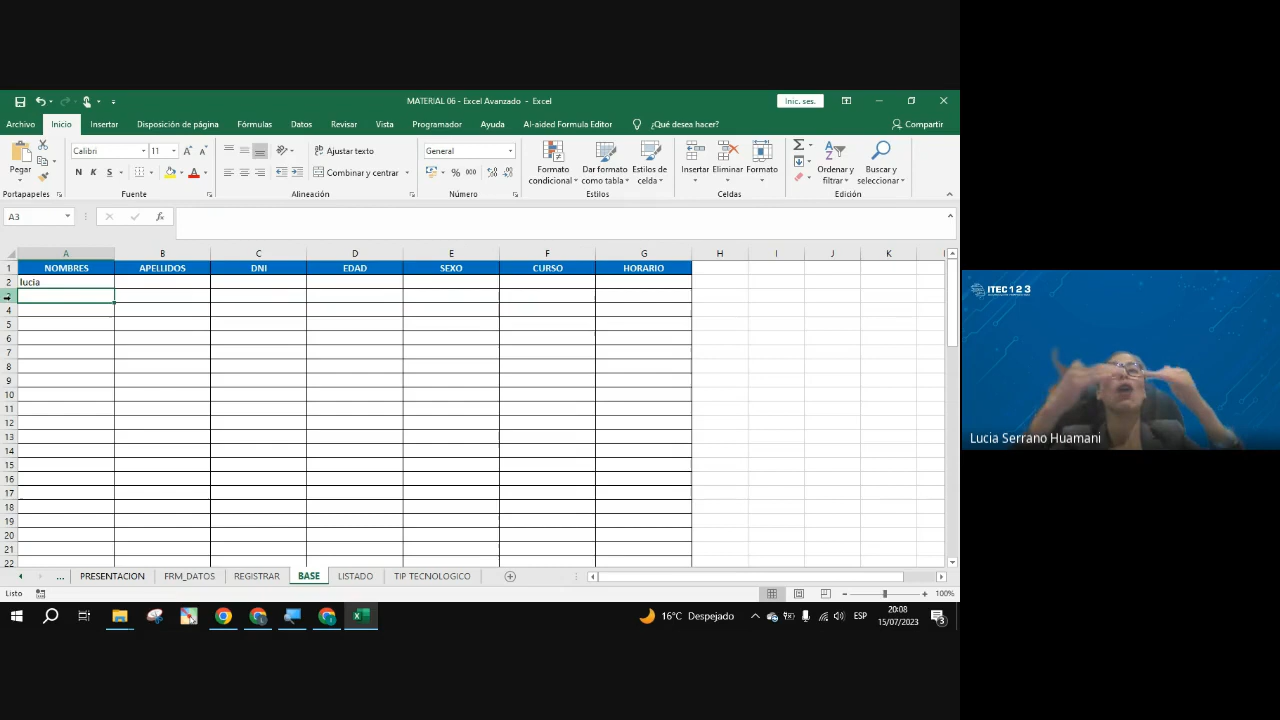 MATERIAL 06 - Excel Avanzado - Excel
Inic. ses.
Archivo Inicio Insertar Disposición de página Fórmulas Datos Revisar Vista Programador Ayuda AI-aided Formula Editor ¿Qué desea hacer? Compartir
Pegar
Calibri 11
N K S
Ajustar texto
Combinar y centrar
General
% 000
Formato condicional
Dar formato como tabla
Estilos de celda
Insertar Eliminar Formato
Ordenar y filtrar
Buscar y seleccionar
Portapapeles Fuente Alineación Número Estilos Celdas Edición
A3
fx
A B C D E F G H I J K
1 NOMBRES APELLIDOS DNI EDAD SEXO CURSO HORARIO
2 lucia
3
4
5
6
7
8
9
10
11
12
13
14
15
16
17
18
19
20
21
22
... PRESENTACION FRM_DATOS REGISTRAR BASE LISTADO TIP TECNOLOGICO
Listo
100%
16°C Despejado
ESP
20:08
15/07/2023
3
ITEC 1 2 3
Lucia Serrano Huamani